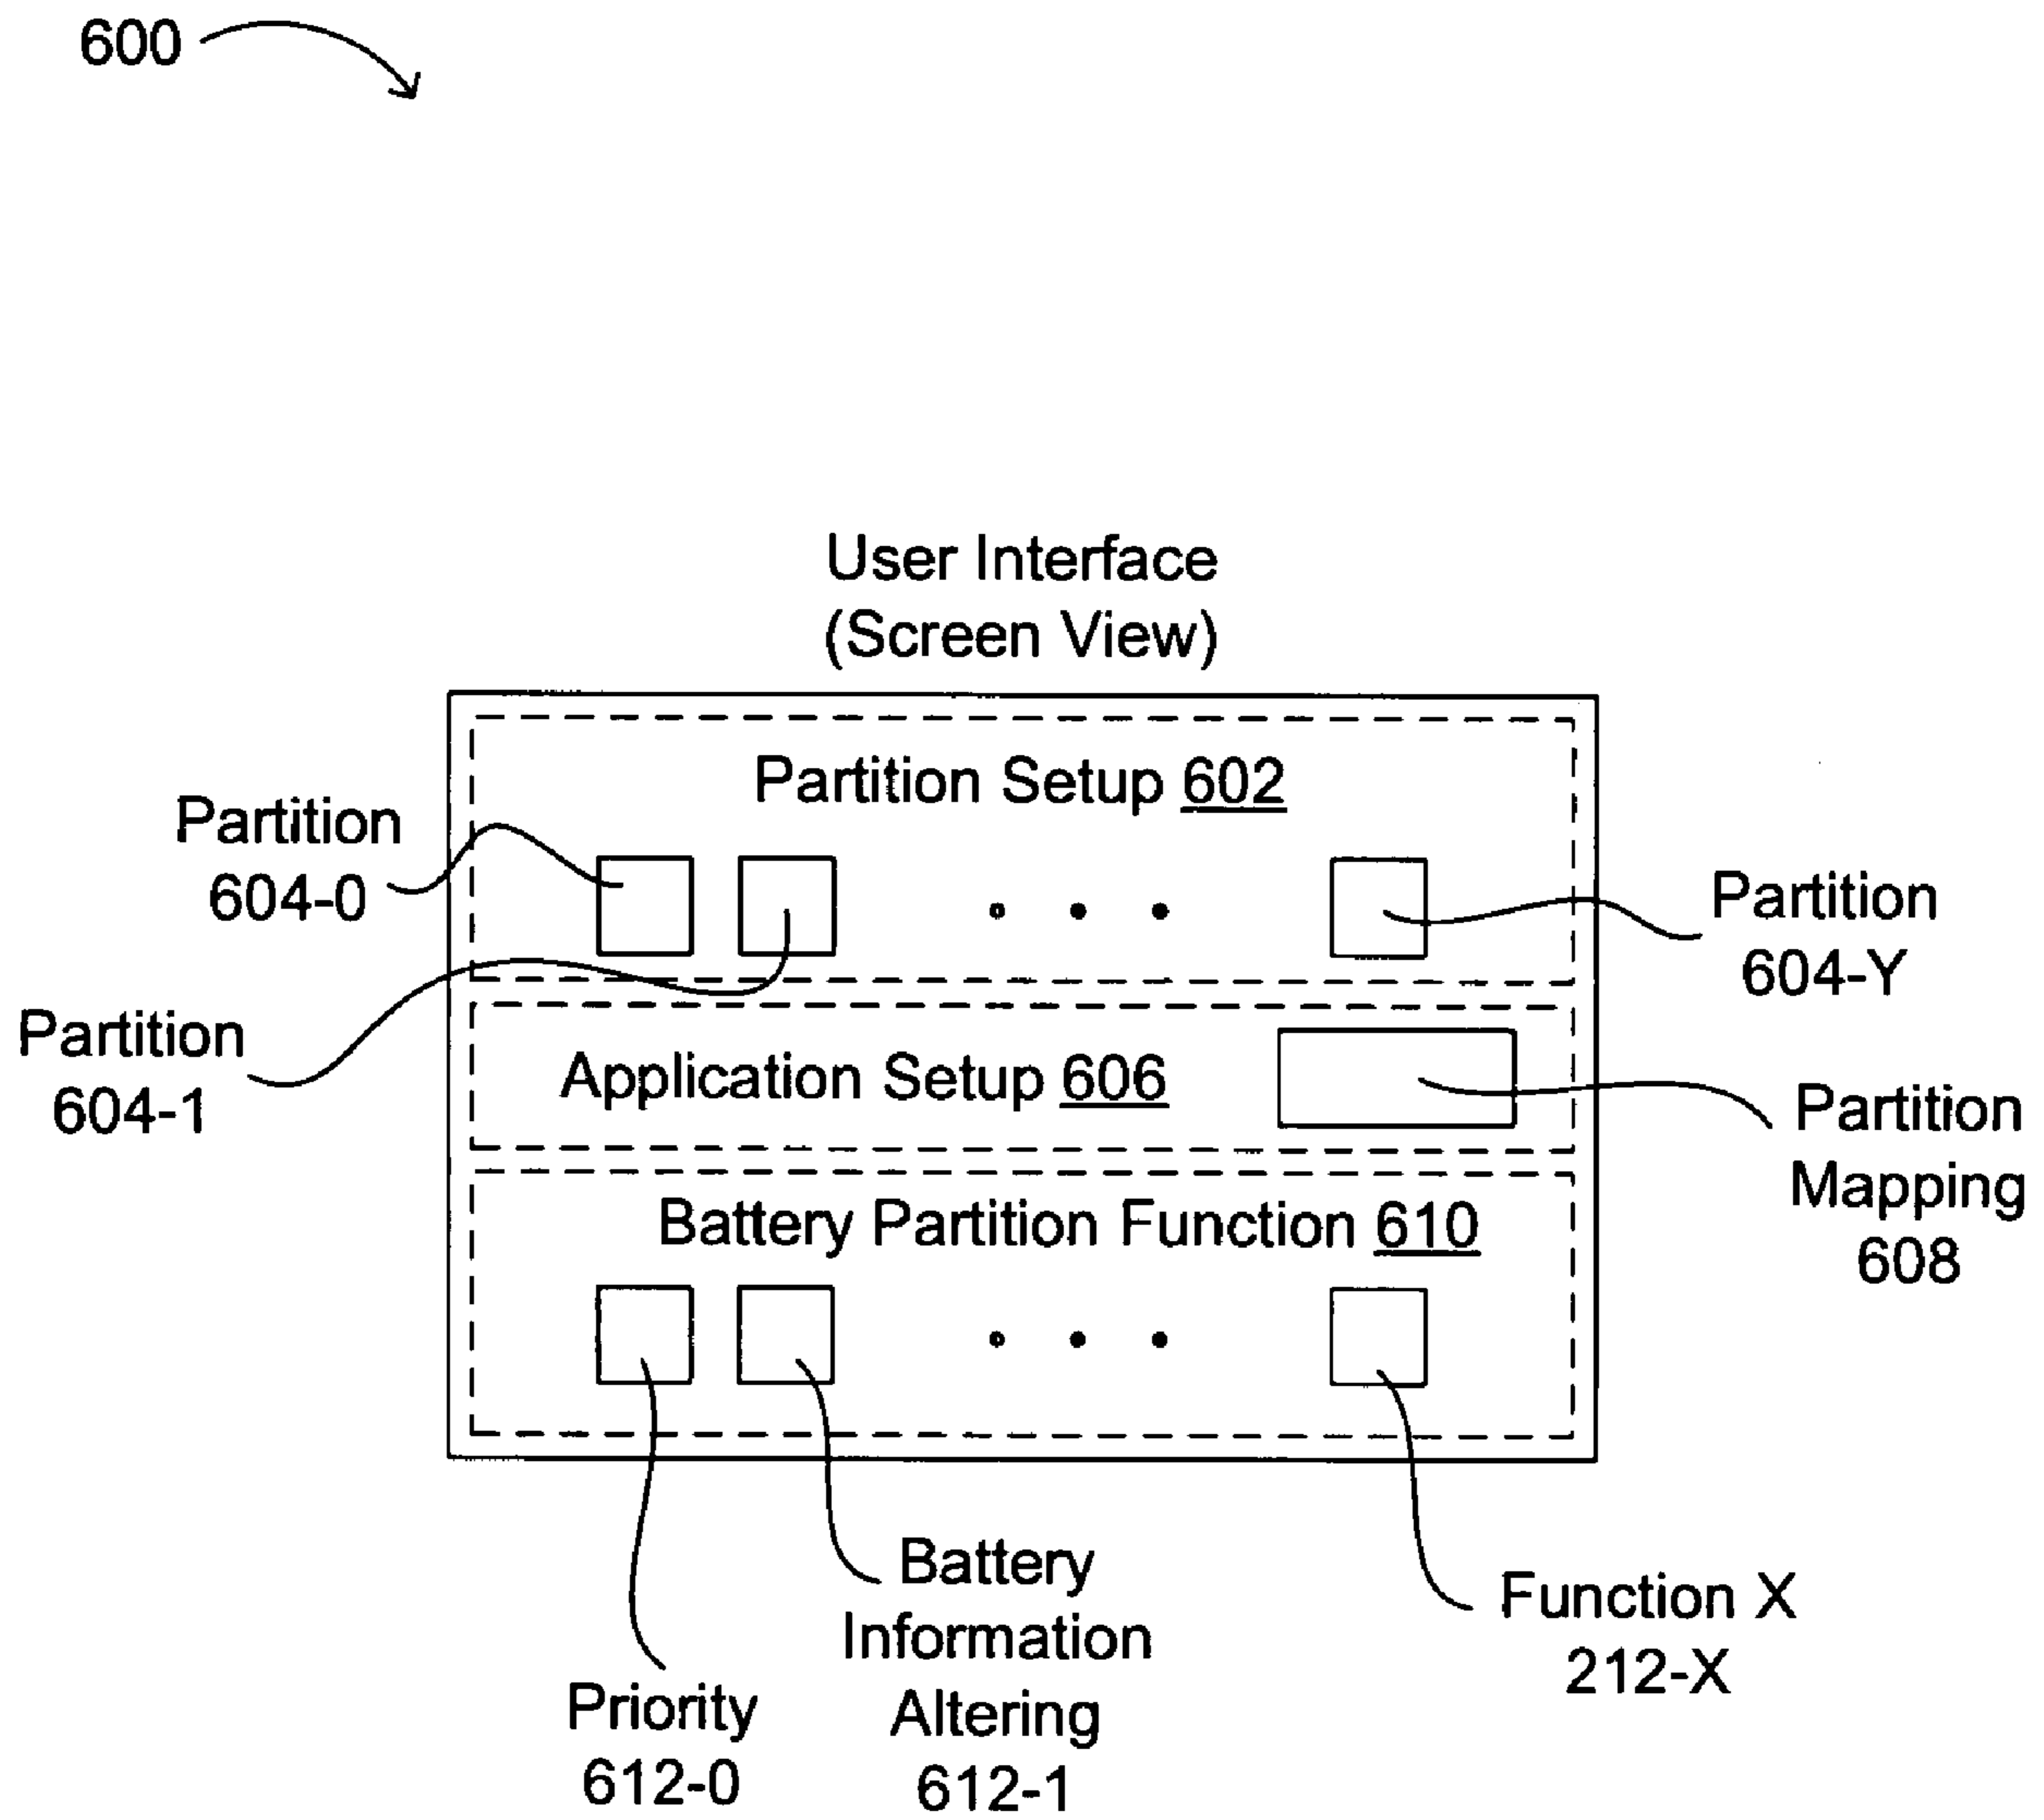 600
User Interface
(Screen View)
Partition Setup 602
Partition
604-0
Partition
604-Y
Partition
604-1
Application Setup 606
Partition
Mapping
608
Battery Partition Function 610
Battery
Information
Altering
612-1
Function X
212-X
Priority
612-0